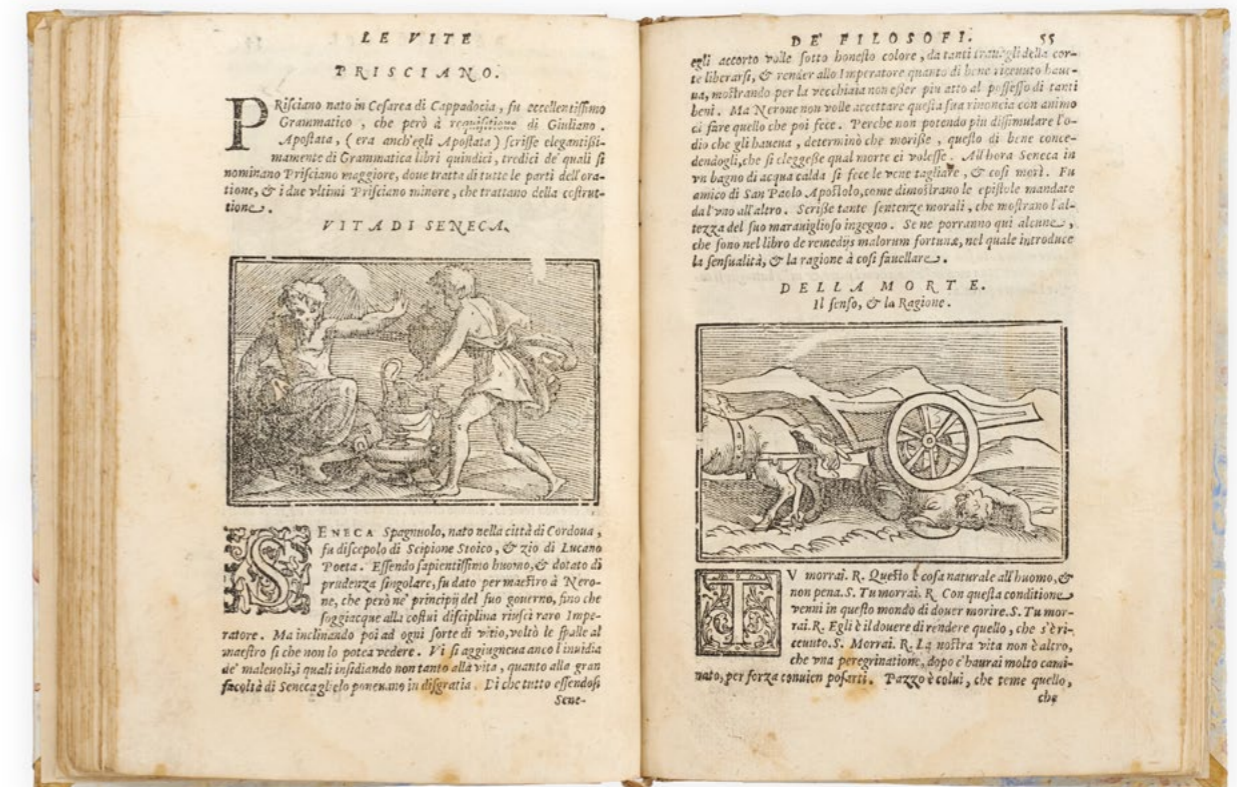 LE VITE
PRISCIANO.
PRisciano nato in Cesarea di Cappadocia, fu eccellentißimo
Grammatico, che però à requisitione di Giuliano.
Apostata, (era anch'egli Apostata) scriße elegantißi-
mamente di Grammatica libri quindici, tredici de' quali si
nominano Prisciano maggiore, doue tratta di tutte le parti dell'ora-
tione, & i due vltimi Prisciano minore, che trattano della costrut-
tione.
VITA DI SENECA.
SENECA Spagnuolo, nato nella città di Cordoua,
fu discepolo di Scipione Stoico, & zio di Lucano
Poeta. Eßendo sapientißimo huomo, & dotato di
prudenza singolare, fu dato per maestro à Nero-
ne, che però ne' principij del suo gouerno, fino che
soggiacque alla costui disciplina riuscì raro Impe-
ratore. Ma inclinando poi ad ogni sorte di vitio, voltò le spalle al
maestro si che non lo potea vedere. Vi si aggiugneua anco l'inuidia
de' maleuoli, i quali insidiando non tanto alla vita, quanto alla gran
facoltà di Seneca glielo poneuano in disgratia. Di che tutto eßendosi
Sene-
DE' FILOSOFI. 55
egli accorto volle sotto honesto colore, da tanti trauagli della cor-
te liberarsi, & render allo Imperatore quanto di bene riceuuto haue-
ua, mostrando per la vecchiaia non eßer piu atto al poßeßo di tanti
beni. Ma Nerone non volle accettare questa sua rinoncia con animo
di fare quello che poi fece. Perche non potendo piu dißimulare l'o-
dio che gli haueua, determinò che moriße, questo di bene conce-
dendogli, che si eleggeße qual morte ei voleße. All'hora Seneca in
vn bagno di acqua calda si fece le vene tagliare, & così morì. Fu
amico di San Paolo Apostolo, come dimostrano le epistole mandate
da l'vno all'altro. Scriße tante sentenze morali, che mostrano l'al-
tezza del suo marauiglioso ingegno. Se ne porranno qui alcune,
che sono nel libro de remedijs malorum fortunæ, nel quale introduce
la sensualità, & la ragione à così fauellare.
DELLA MORTE.
Il senso, & la Ragione.
TV morrai. R. Questo è cosa naturale all'huomo, &
non pena. S. Tu morrai. R. Con questa conditione
venni in questo mondo di douer morire. S. Tu mor-
rai. R. Egli è il douere di rendere quello, che s'è ri-
ceuuto. S. Morrai. R. La nostra vita non è altro,
che vna peregrinatione, dopo c'haurai molto cami-
nato, per forza conuien posarti. Pazzo è colui, che teme quello,
che